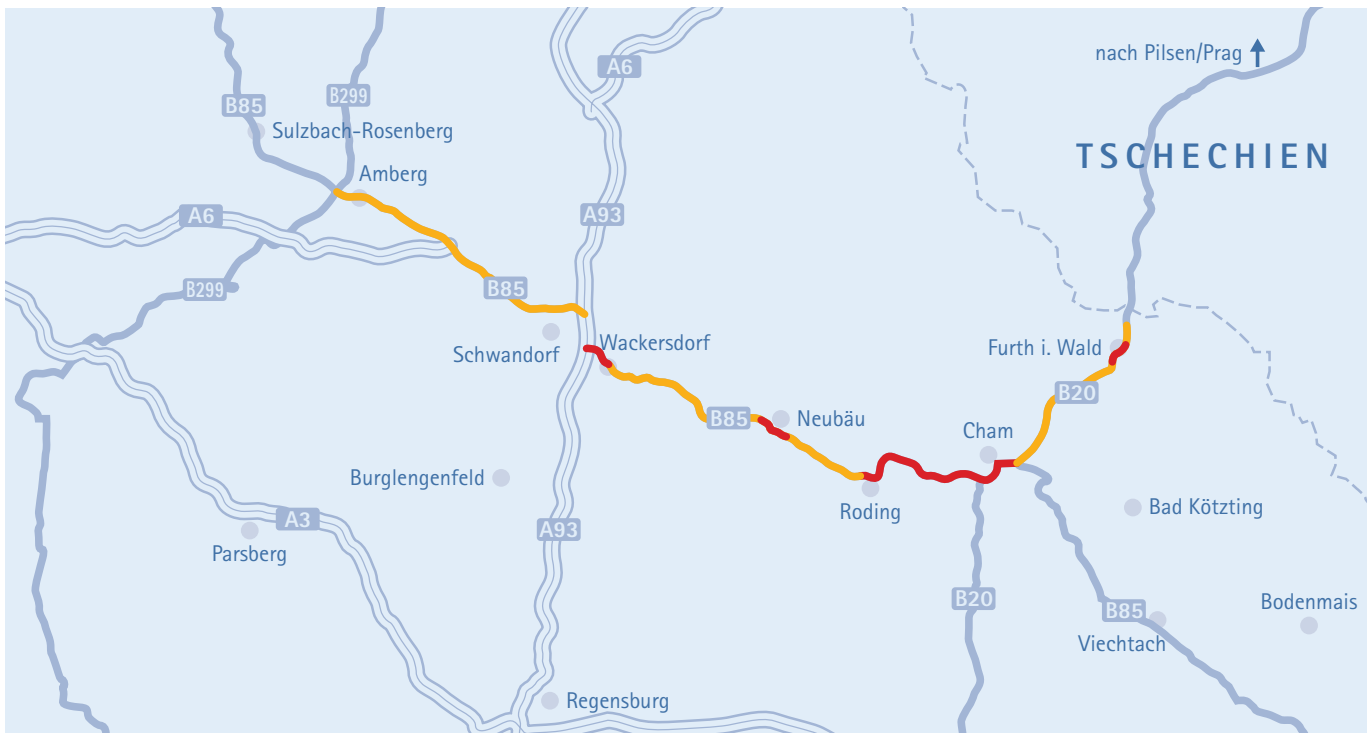 nach Pilsen/Prag
A6
B85
B299
Sulzbach-Rosenberg
TSCHECHIEN
Amberg
A6
A93
B299
B85
Schwandorf
Wackersdorf
Furth i. Wald
B20
B85
Neubäu
Cham
Burglengenfeld
Roding
Bad Kötzting
A3
A93
Parsberg
B20
B85
Bodenmais
Viechtach
Regensburg